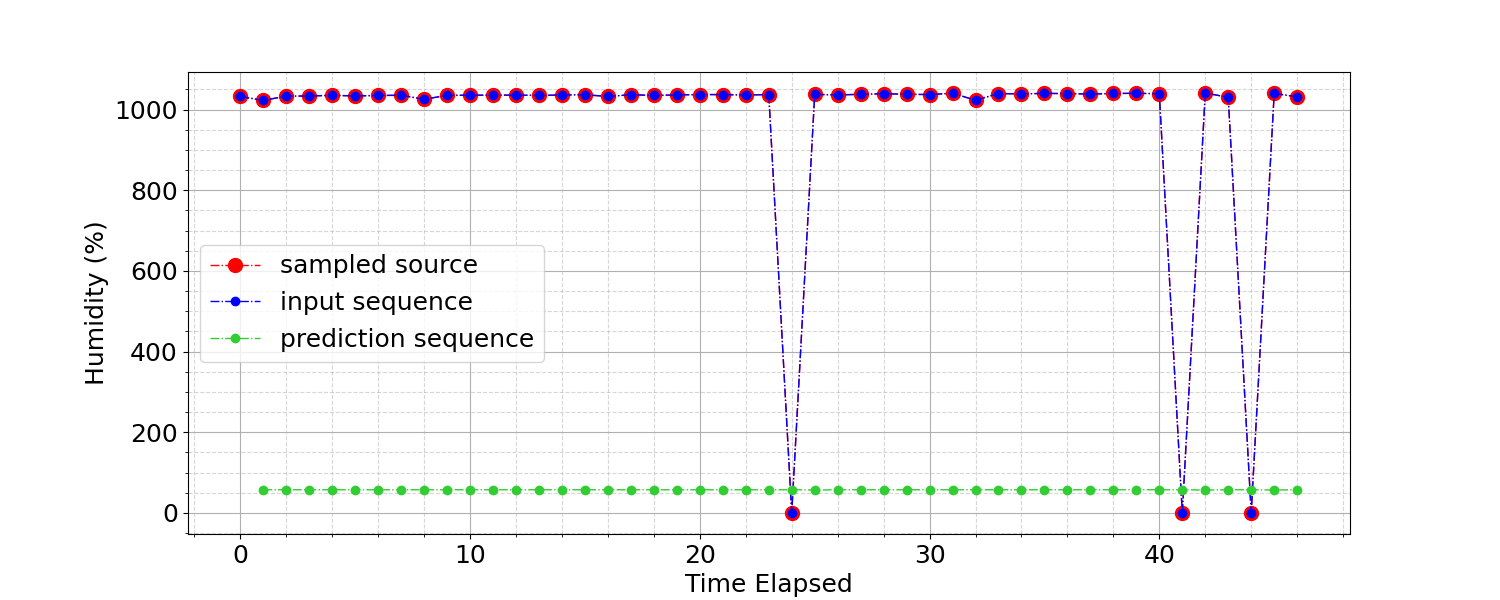 1000
800
600
400
200
0
Humidity (%)
sampled source
input sequence
prediction sequence
0 10 20 30 40
Time Elapsed